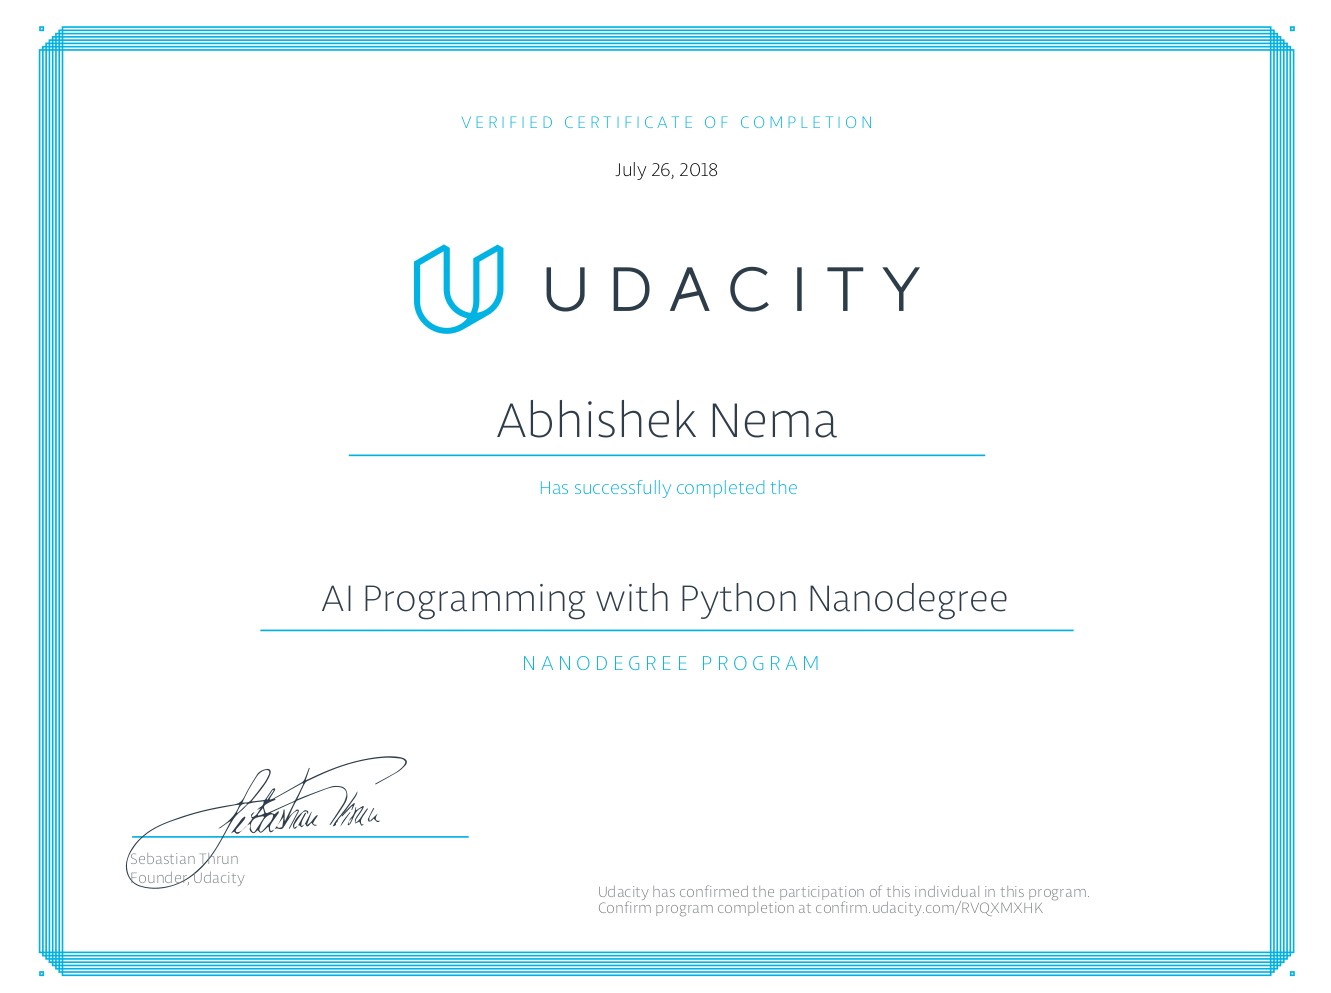 VERIFIED CERTIFICATE OF COMPLETION
July 26, 2018
UDACITY
Abhishek Nema
Has successfully completed the
AI Programming with Python Nanodegree
NANODEGREE PROGRAM
Sebastian Thrun
Sebastian Thrun
Founder, Udacity
Udacity has confirmed the participation of this individual in this program.
Confirm program completion at confirm.udacity.com/RVQXMXHK